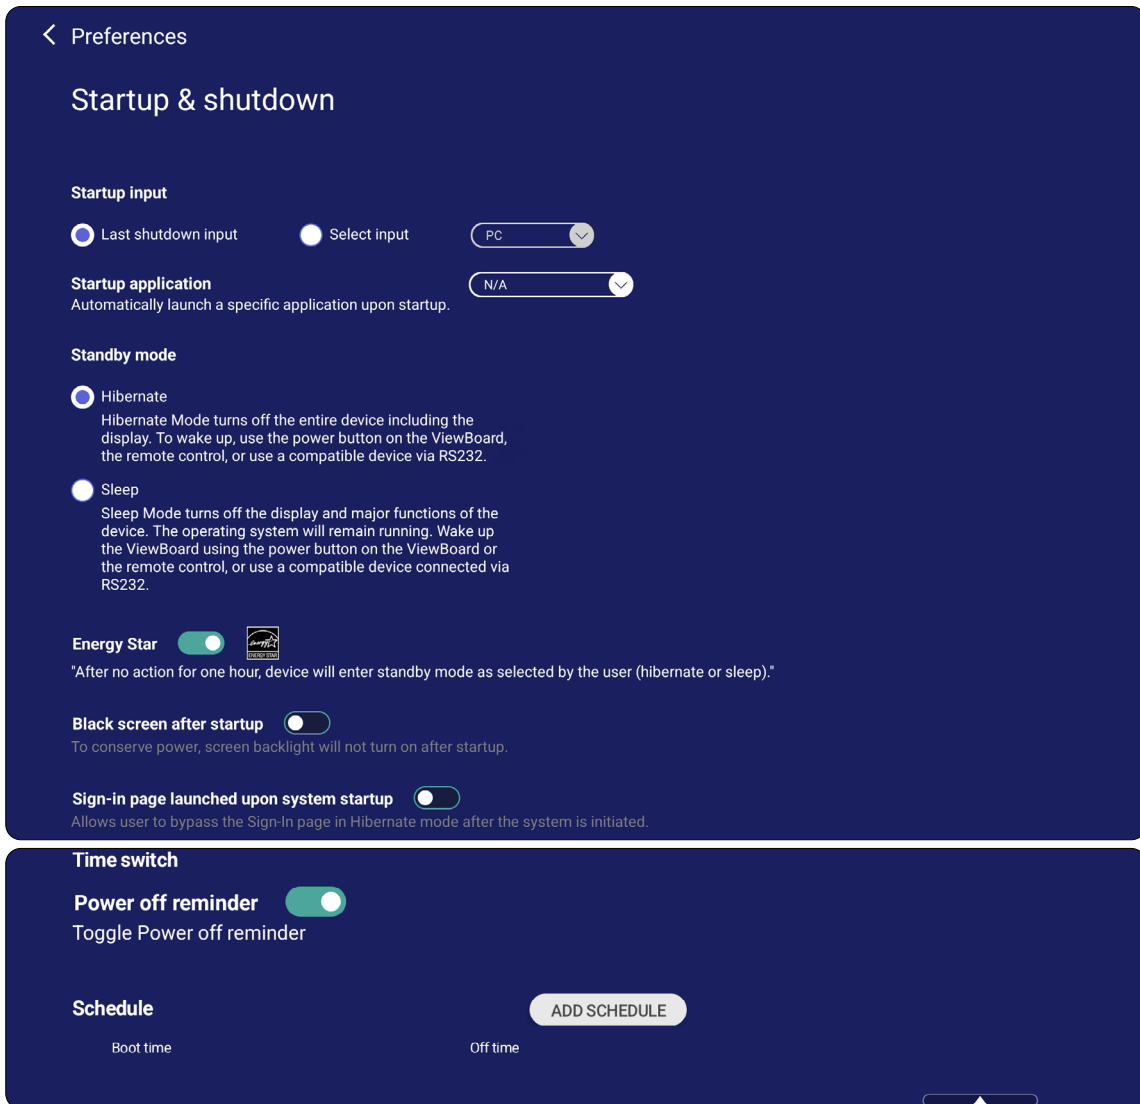 Preferences
Startup & shutdown
Startup input
Last shutdown input
Select input
PC
Startup application
N/A
Automatically launch a specific application upon startup.
Standby mode
Hibernate
Hibernate Mode turns off the entire device including the
display. To wake up, use the power button on the ViewBoard,
the remote control, or use a compatible device via RS232.
Sleep
Sleep Mode turns off the display and major functions of the
device. The operating system will remain running. Wake up
the ViewBoard using the power button on the ViewBoard or
the remote control, or use a compatible device connected via
RS232.
Energy Star
energy
ENERGY STAR
"After no action for one hour, device will enter standby mode as selected by the user (hibernate or sleep)."
Black screen after startup
To conserve power, screen backlight will not turn on after startup.
Sign-in page launched upon system startup
Allows user to bypass the Sign-In page in Hibernate mode after the system is initiated.
Time switch
Power off reminder
Toggle Power off reminder
Schedule
ADD SCHEDULE
Boot time
Off time